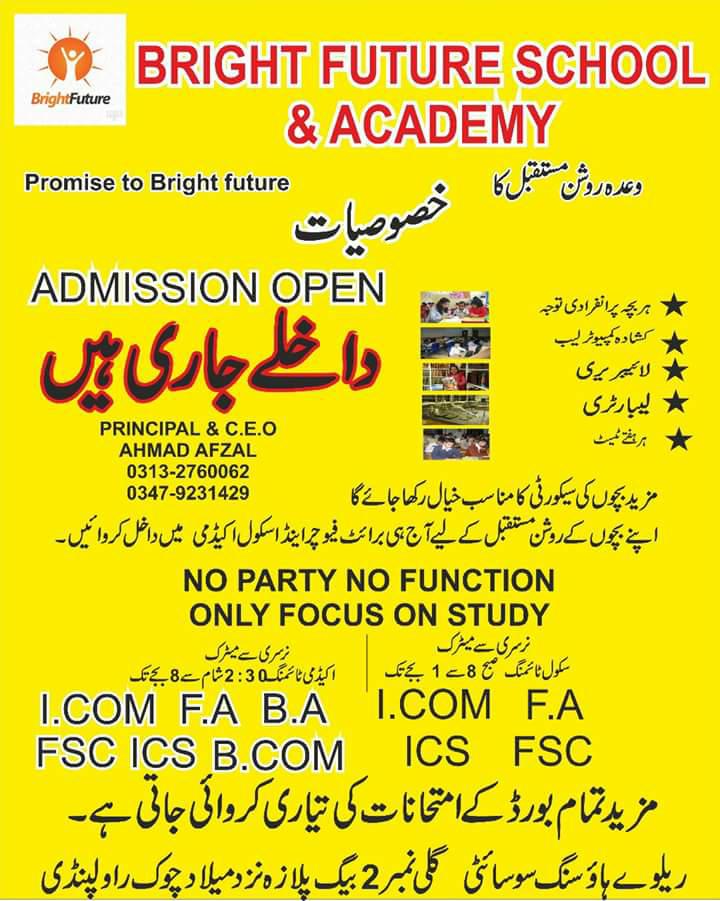 BrightFuture
BRIGHT FUTURE SCHOOL
& ACADEMY
Promise to Bright future
وعدہ روشن مستقبل کا
خصوصیات
ADMISSION OPEN
داخلے جاری ہیں
PRINCIPAL & C.E.O
AHMAD AFZAL
0313-2760062
0347-9231429
ہر بچہ پر انفرادی توجہ
کشادہ کمپیوٹر لیب
لائیبریری
لیبارٹری
ہر ہفتے ٹیسٹ
مزید بچوں کی سیکورٹی کا مناسب خیال رکھا جائے گا
اپنے بچوں کے روشن مستقبل کے لیے آج ہی برائٹ فیوچر اینڈ اسکول اکیڈمی میں داخل کروائیں۔
NO PARTY NO FUNCTION
ONLY FOCUS ON STUDY
نرسری سے میٹرک
سکول ٹائمنگ صبح 8 سے 1 بجے تک
I.COM F.A
ICS FSC
نرسری سے میٹرک
اکیڈمی ٹائمنگ 2:30 شام سے 8 بجے تک
I.COM F.A B.A
FSC ICS B.COM
مزید تمام بورڈ کے امتحانات کی تیاری کروائی جاتی ہے۔
ریلوے ہاؤسنگ سوسائٹی گلی نمبر 2 بیگ پلازہ نزد میلاد چوک راولپنڈی